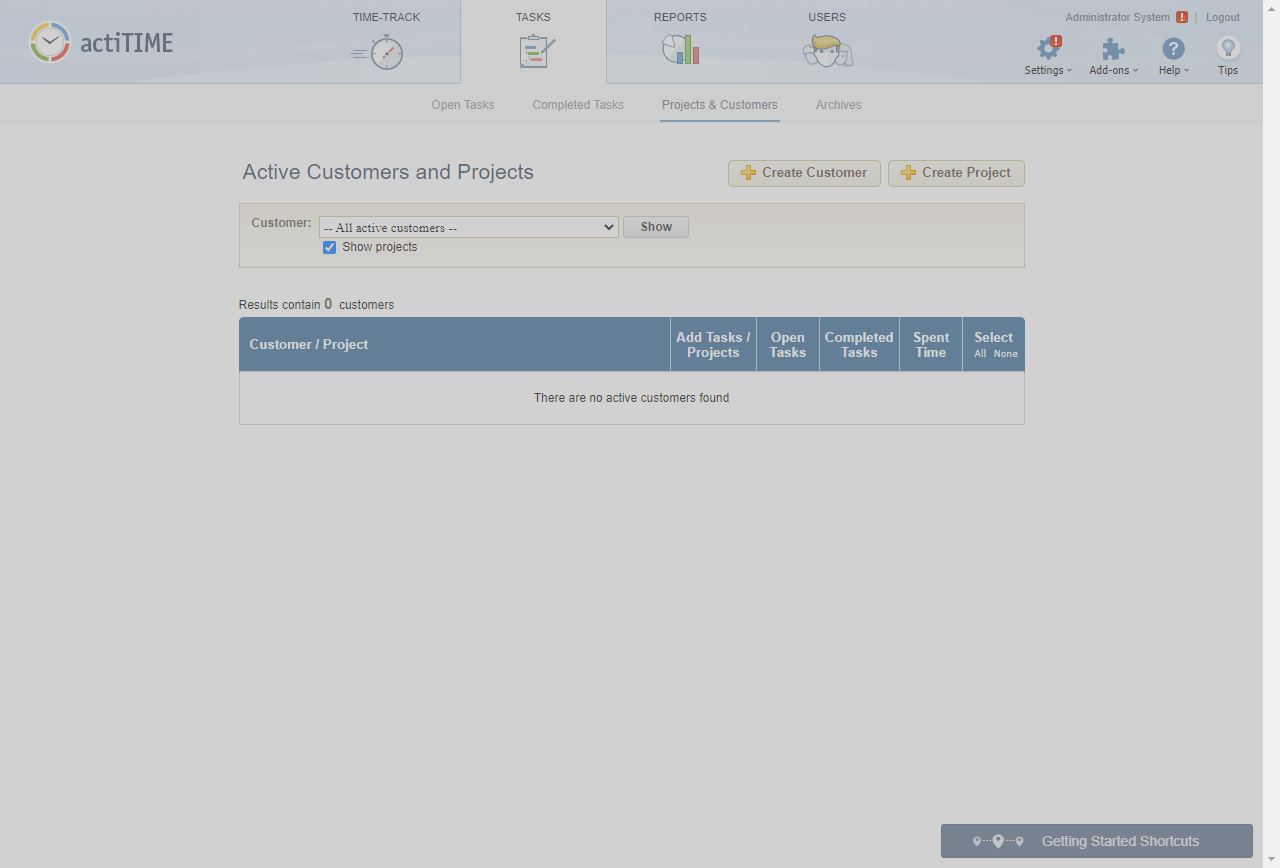 actiTIME
TIME-TRACK
TASKS
REPORTS
USERS
Administrator System ! | Logout
Settings
Add-ons
Help
Tips
Open Tasks
Completed Tasks
Projects & Customers
Archives
Active Customers and Projects
Create Customer
Create Project
Customer:
-- All active customers --
Show
Show projects
Results contain 0 customers
Customer / Project
Add Tasks /
Projects
Open
Tasks
Completed
Tasks
Spent
Time
Select
All None
There are no active customers found
Getting Started Shortcuts